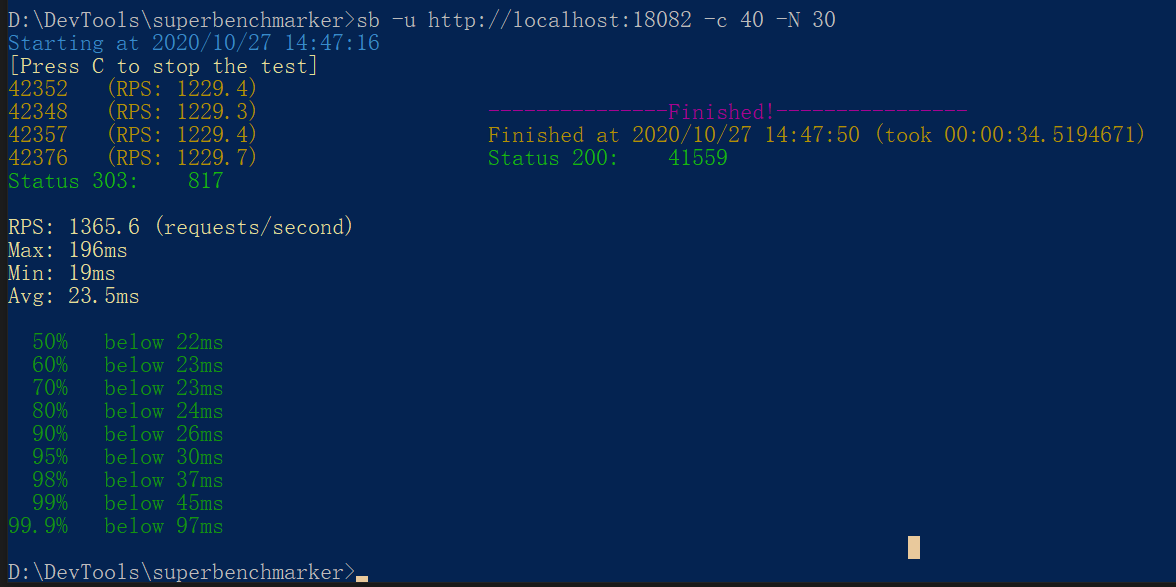 D:\DevTools\superbenchmarker>sb -u http://localhost:18082 -c 40 -N 30
Starting at 2020/10/27 14:47:16
[Press C to stop the test]
42352   (RPS: 1229.4)
42348   (RPS: 1229.3)                   ---------------Finished!----------------
42357   (RPS: 1229.4)                   Finished at 2020/10/27 14:47:50 (took 00:00:34.5194671)
42376   (RPS: 1229.7)                   Status 200:    41559
Status 303:    817

RPS: 1365.6 (requests/second)
Max: 196ms
Min: 19ms
Avg: 23.5ms

  50%   below 22ms
  60%   below 23ms
  70%   below 23ms
  80%   below 24ms
  90%   below 26ms
  95%   below 30ms
  98%   below 37ms
  99%   below 45ms
99.9%   below 97ms

D:\DevTools\superbenchmarker>